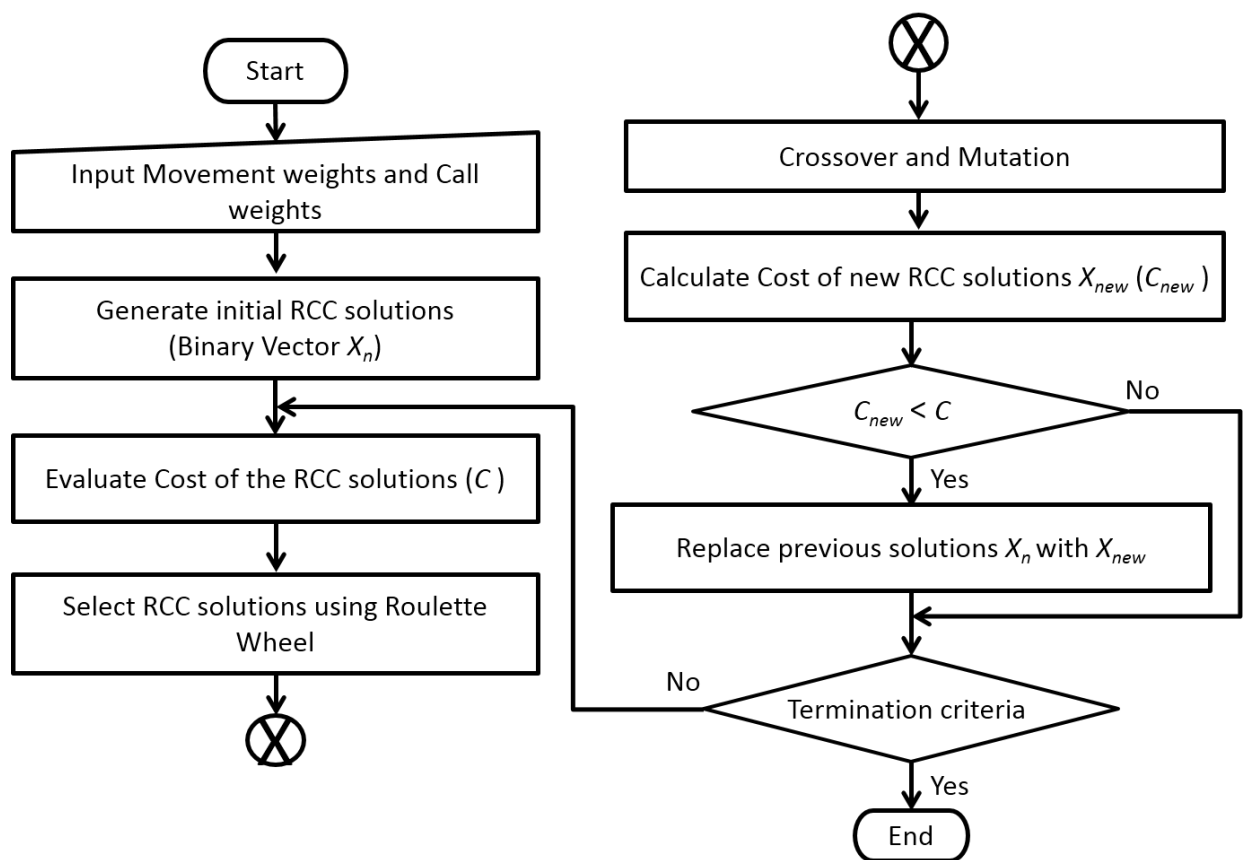 Start
Input Movement weights and Call
weights
Generate initial RCC solutions
(Binary Vector Xn)
Evaluate Cost of the RCC solutions (C )
Select RCC solutions using Roulette
Wheel
X
X
Crossover and Mutation
Calculate Cost of new RCC solutions Xnew (Cnew )
Cnew < C
No
Yes
Replace previous solutions Xn with Xnew
Termination criteria
No
Yes
End